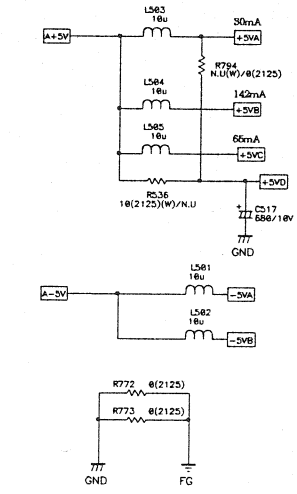 L503
10u
30mA
A+5V
+5VA
R794
N.U(W)/0(2125)
L504
10u
142mA
+5VB
L505
10u
65mA
+5VC
+5VD
R536
10(2125)(W)/N.U
+
C517
680/10V
GND
L501
10u
A-5V
-5VA
L502
10u
-5VB
R772 0(2125)
R773 0(2125)
GND
FG